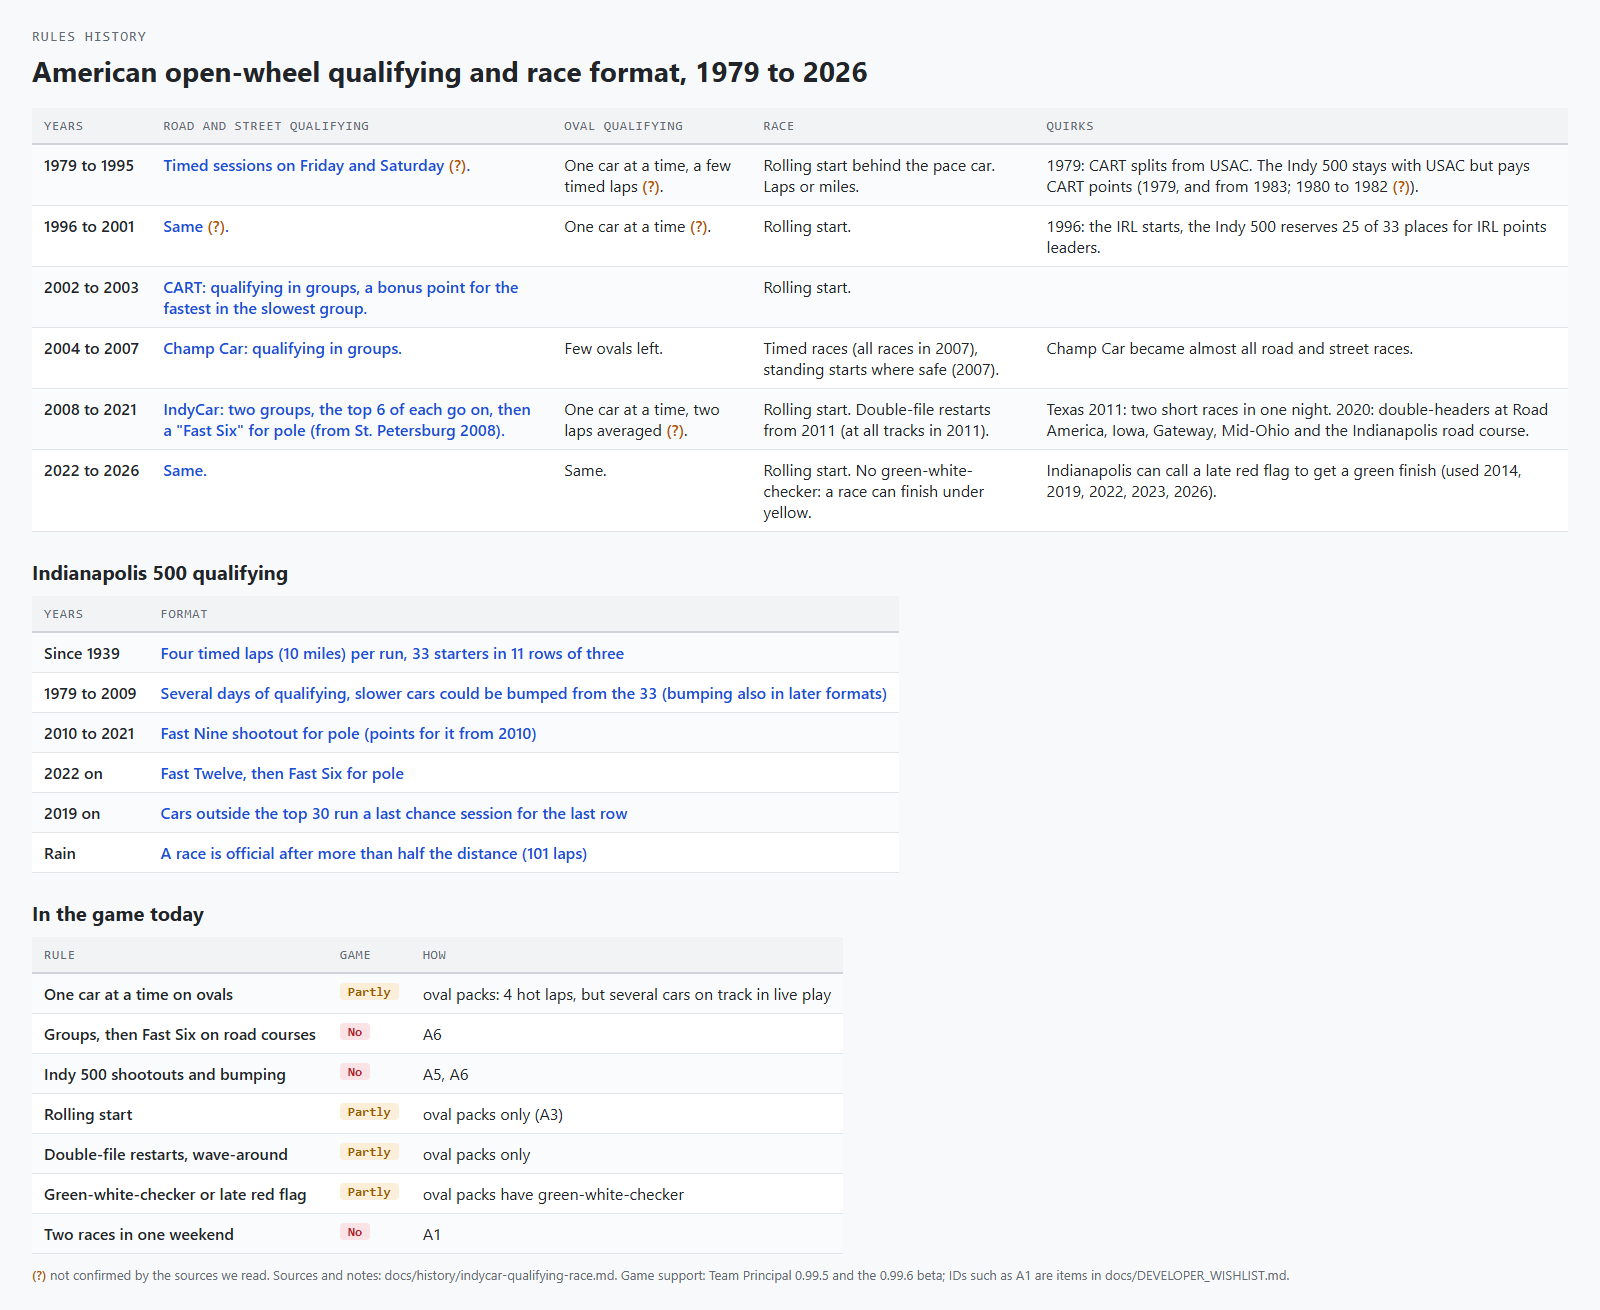 RULES HISTORY
American open-wheel qualifying and race format, 1979 to 2026
YEARS ROAD AND STREET QUALIFYING OVAL QUALIFYING RACE QUIRKS
1979 to 1995
Timed sessions on Friday and Saturday (?).
One car at a time, a few
timed laps (?).
Rolling start behind the pace car.
Laps or miles.
1979: CART splits from USAC. The Indy 500 stays with USAC but pays
CART points (1979, and from 1983; 1980 to 1982 (?)).
1996 to 2001
Same (?).
One car at a time (?).
Rolling start.
1996: the IRL starts, the Indy 500 reserves 25 of 33 places for IRL points
leaders.
2002 to 2003
CART: qualifying in groups, a bonus point for the
fastest in the slowest group.
Rolling start.
2004 to 2007
Champ Car: qualifying in groups.
Few ovals left.
Timed races (all races in 2007),
standing starts where safe (2007).
Champ Car became almost all road and street races.
2008 to 2021
IndyCar: two groups, the top 6 of each go on, then
a "Fast Six" for pole (from St. Petersburg 2008).
One car at a time, two
laps averaged (?).
Rolling start. Double-file restarts
from 2011 (at all tracks in 2011).
Texas 2011: two short races in one night. 2020: double-headers at Road
America, Iowa, Gateway, Mid-Ohio and the Indianapolis road course.
2022 to 2026
Same.
Same.
Rolling start. No green-white-
checker: a race can finish under
yellow.
Indianapolis can call a late red flag to get a green finish (used 2014,
2019, 2022, 2023, 2026).
Indianapolis 500 qualifying
YEARS FORMAT
Since 1939 Four timed laps (10 miles) per run, 33 starters in 11 rows of three
1979 to 2009 Several days of qualifying, slower cars could be bumped from the 33 (bumping also in later formats)
2010 to 2021 Fast Nine shootout for pole (points for it from 2010)
2022 on Fast Twelve, then Fast Six for pole
2019 on Cars outside the top 30 run a last chance session for the last row
Rain A race is official after more than half the distance (101 laps)
In the game today
RULE GAME HOW
One car at a time on ovals Partly oval packs: 4 hot laps, but several cars on track in live play
Groups, then Fast Six on road courses No A6
Indy 500 shootouts and bumping No A5, A6
Rolling start Partly oval packs only (A3)
Double-file restarts, wave-around Partly oval packs only
Green-white-checker or late red flag Partly oval packs have green-white-checker
Two races in one weekend No A1
(?) not confirmed by the sources we read. Sources and notes: docs/history/indycar-qualifying-race.md. Game support: Team Principal 0.99.5 and the 0.99.6 beta; IDs such as A1 are items in docs/DEVELOPER_WISHLIST.md.